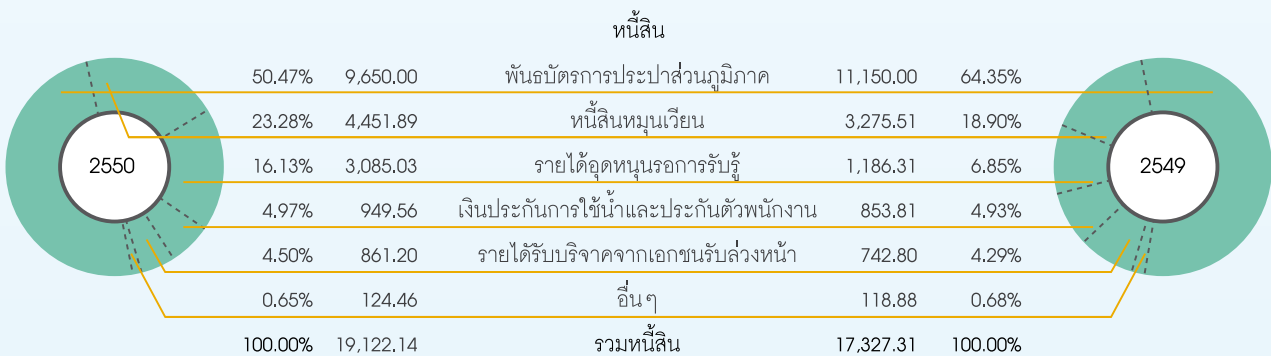 หนี้สิน
50.47% 9,650.00 พันธบัตรการประปาส่วนภูมิภาค 11,150.00 64.35%
23.28% 4,451.89 หนี้สินหมุนเวียน 3,275.51 18.90%
2550 16.13% 3,085.03 รายได้อุดหนุนรอการรับรู้ 1,186.31 6.85% 2549
4.97% 949.56 เงินประกันการใช้น้ำและประกันตัวพนักงาน 853.81 4.93%
4.50% 861.20 รายได้รับบริจาคจากเอกชนรับล่วงหน้า 742.80 4.29%
0.65% 124.46 อื่นๆ 118.88 0.68%
100.00% 19,122.14 รวมหนี้สิน 17,327.31 100.00%